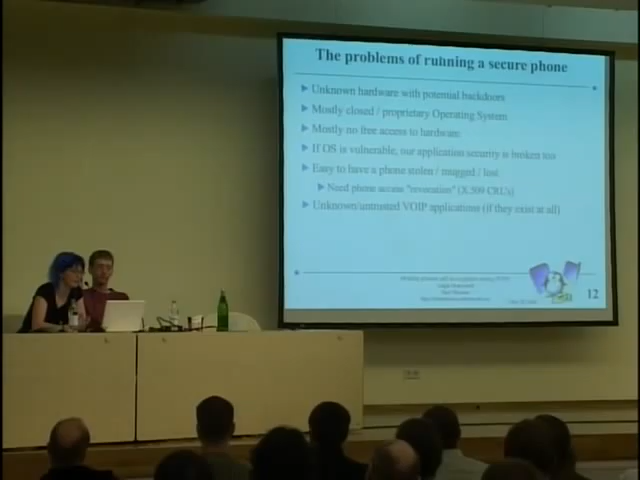 The problems of running a secure phone
Unknown hardware with potential backdoors
Mostly closed / proprietary Operating System
Mostly no free access to hardware
If OS is vulnerable, our application security is broken too
Easy to have a phone stolen / mugged / lost
Need phone access "revocation" (X.509 CRL's)
Unknown/untrusted VOIP applications (if they exist at all)
12